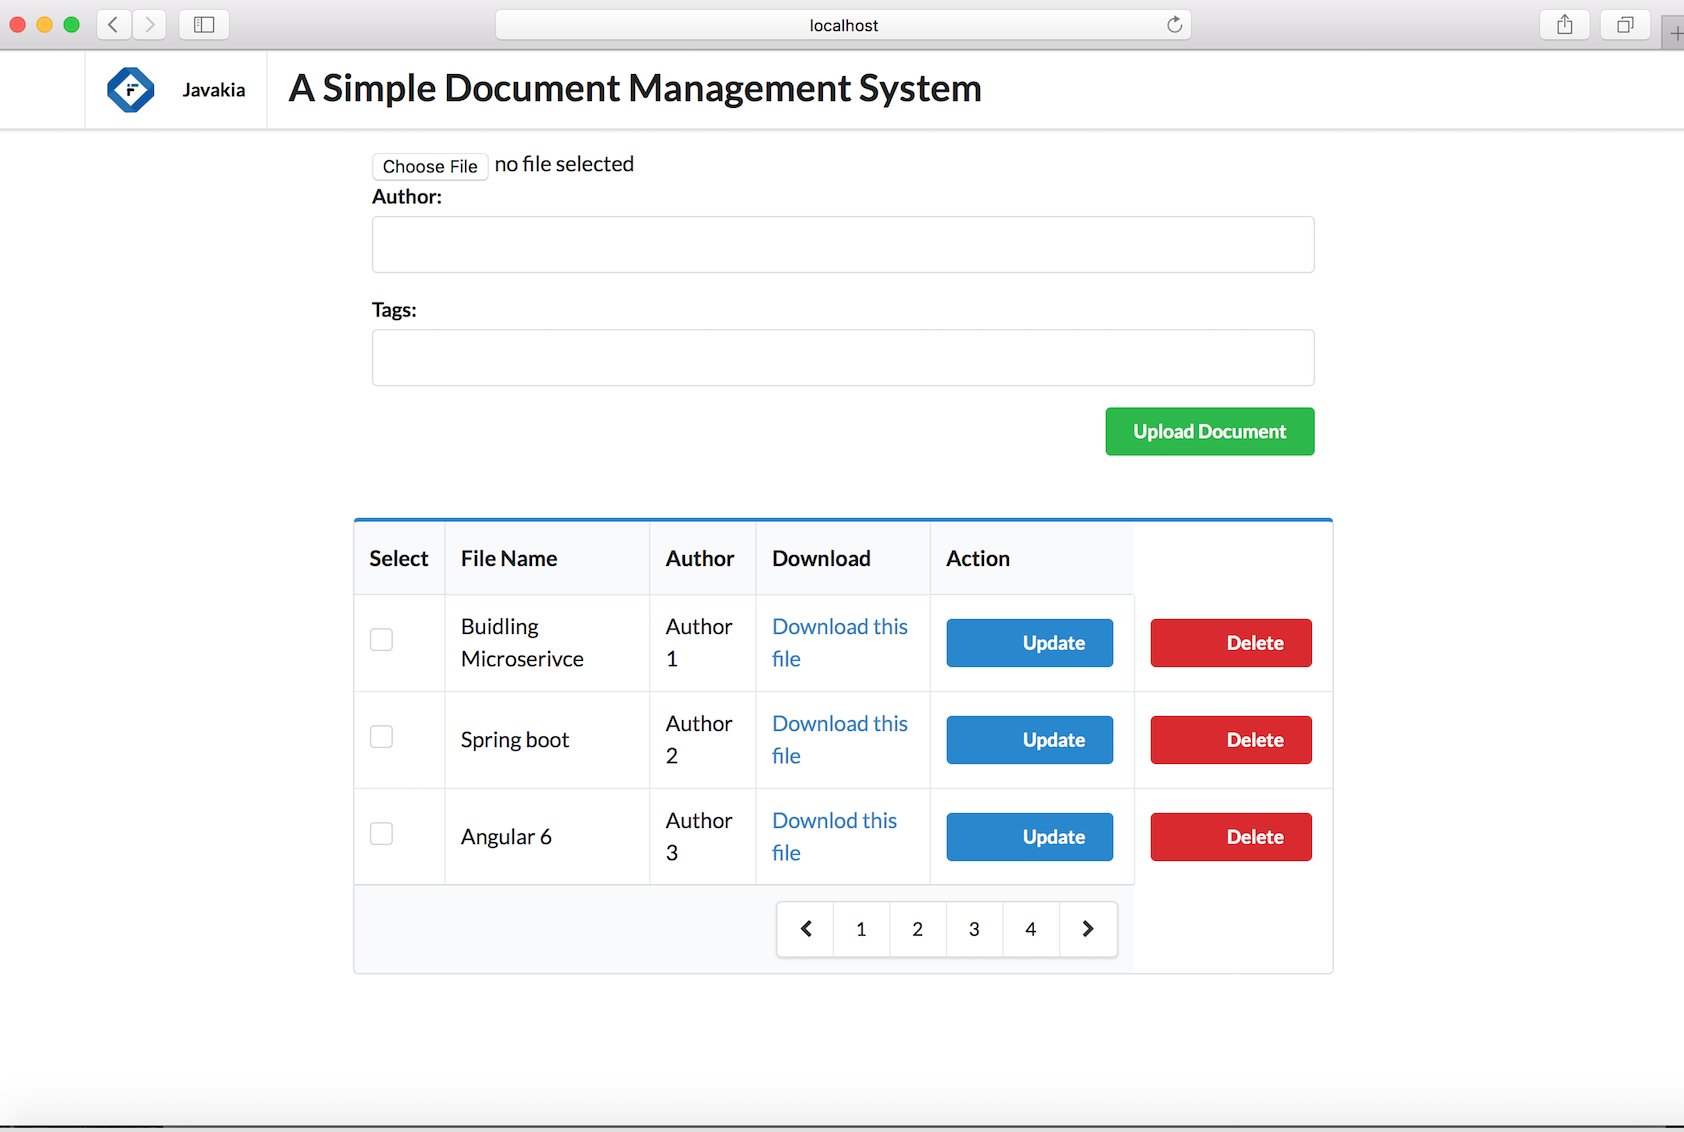 localhost
Javakia
A Simple Document Management System
Choose File no file selected
Author:
Tags:
Upload Document
Select File Name Author Download Action
Buidling Author Download this
Microserivce 1 file Update Delete
Author Download this
Spring boot Update Delete
2 file
Author Downlod this
Angular 6 Update Delete
3 file
1 2 3 4